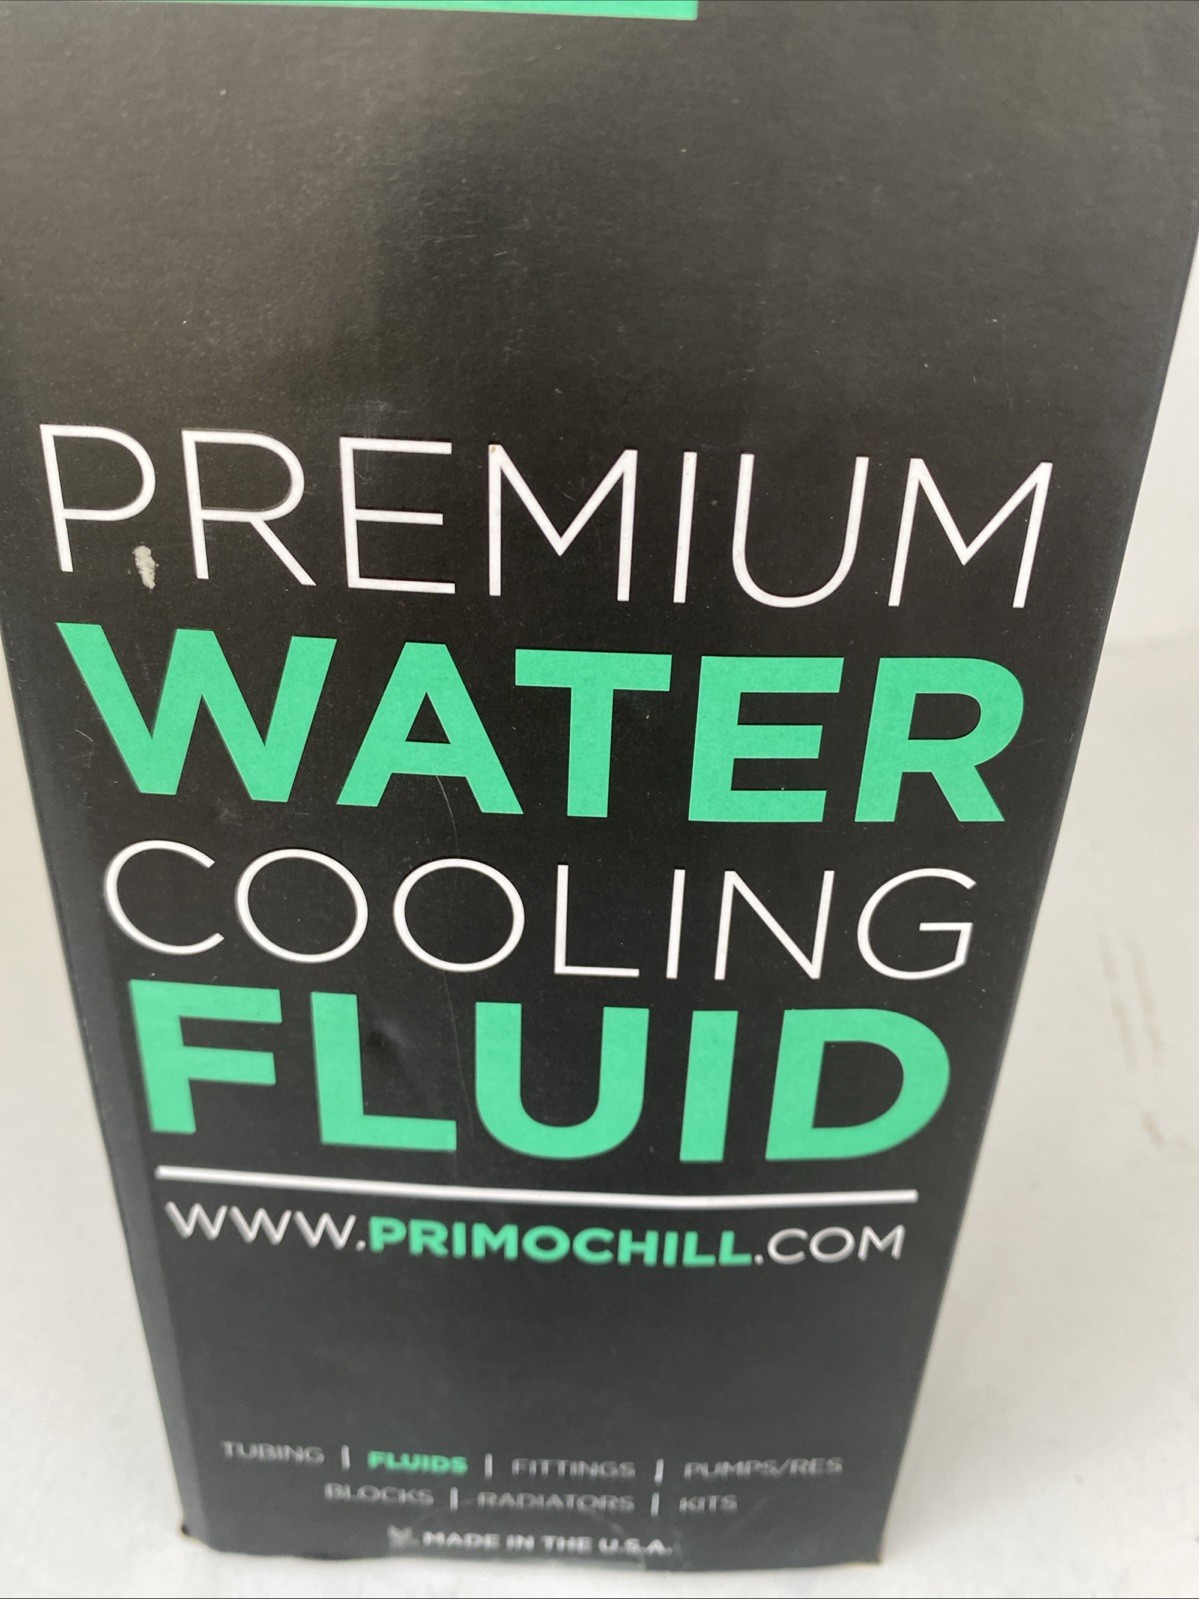 PREMIUM
WATER
COOLING
FLUID
WWW.PRIMOCHILL.COM
TUBING | FLUIDS | FITTINGS | PUMPS/RES
BLOCKS | RADIATORS | KITS
MADE IN THE U.S.A.